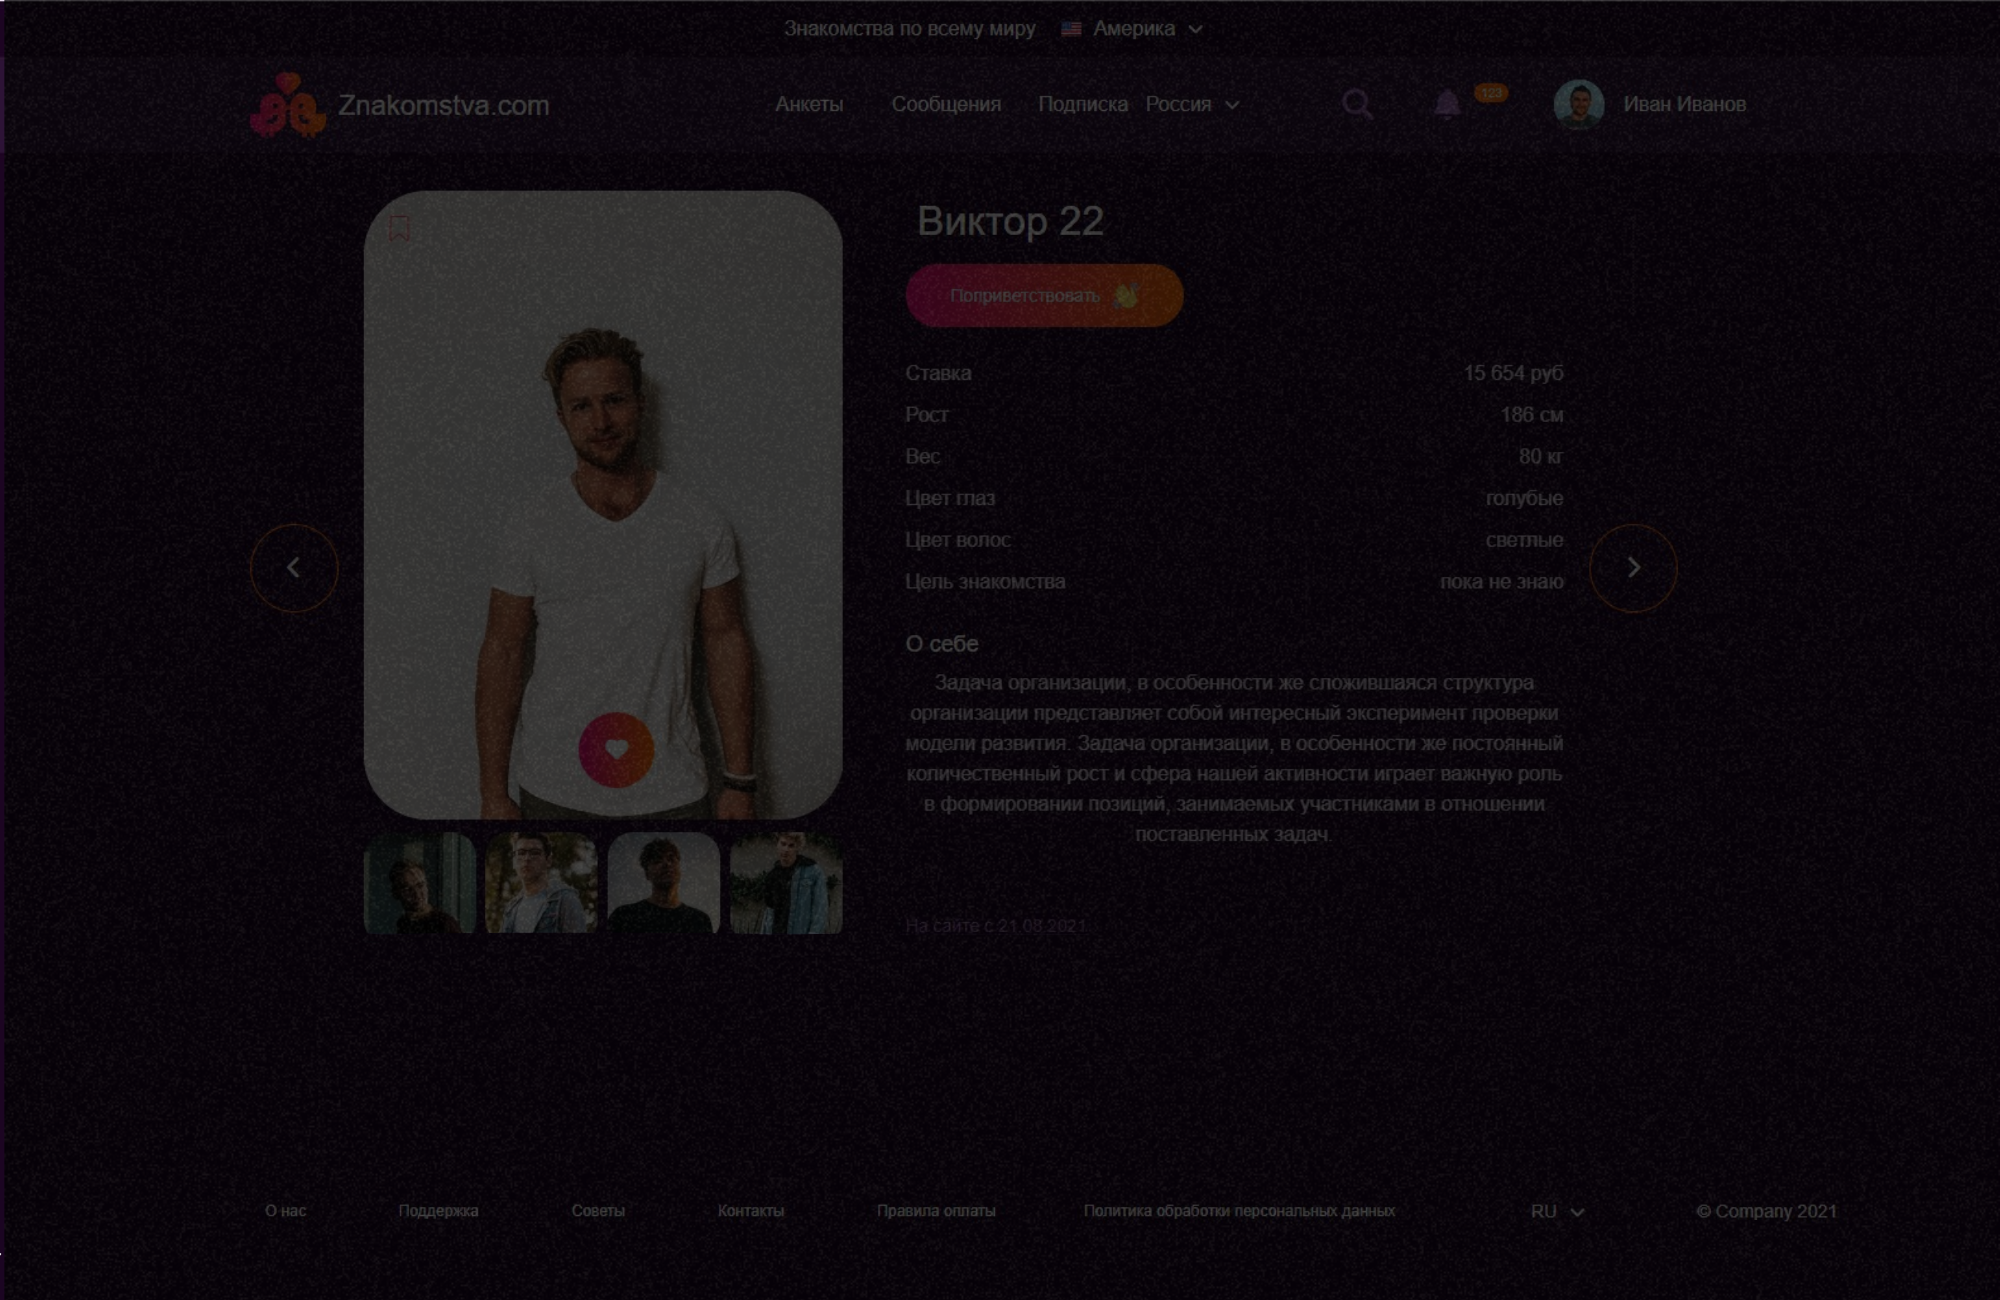 Знакомства по всему миру Америка
Znakomstva.com
Анкеты Сообщения Подписка Россия
123
Иван Иванов
Виктор 22
Поприветствовать
Ставка 15 654 руб
Рост 186 см
Вес 80 кг
Цвет глаз голубые
Цвет волос светлые
Цель знакомства пока не знаю
О себе
Задача организации, в особенности же сложившаяся структура
организации представляет собой интересный эксперимент проверки
модели развития. Задача организации, в особенности же постоянный
количественный рост и сфера нашей активности играет важную роль
в формировании позиций, занимаемых участниками в отношении
поставленных задач.
На сайте с 21.08.2021
О нас Поддержка Советы Контакты Правила оплаты Политика обработки персональных данных RU © Company 2021